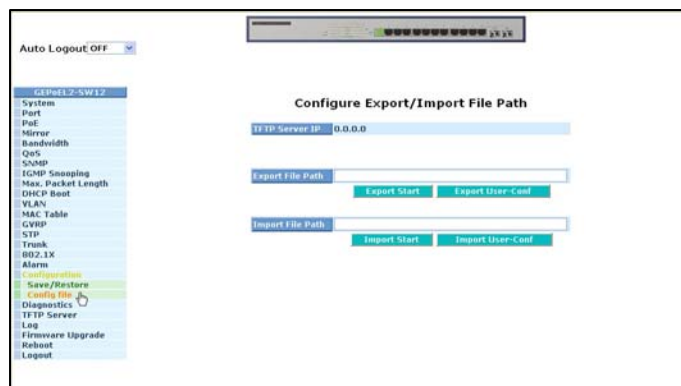 Auto Logout OFF
GEPoEL2-SW12
System
Port
PoE
Mirror
Bandwidth
QoS
SNMP
IGMP Snooping
Max. Packet Length
DHCP Boot
VLAN
MAC Table
GVRP
STP
Trunk
802.1X
Alarm
Configuration
Save/Restore
Config file
Diagnostics
TFTP Server
Log
Firmware Upgrade
Reboot
Logout
Configure Export/Import File Path
TFTP Server IP 0.0.0.0
Export File Path
Export Start Export User-Conf
Import File Path
Import Start Import User-Conf